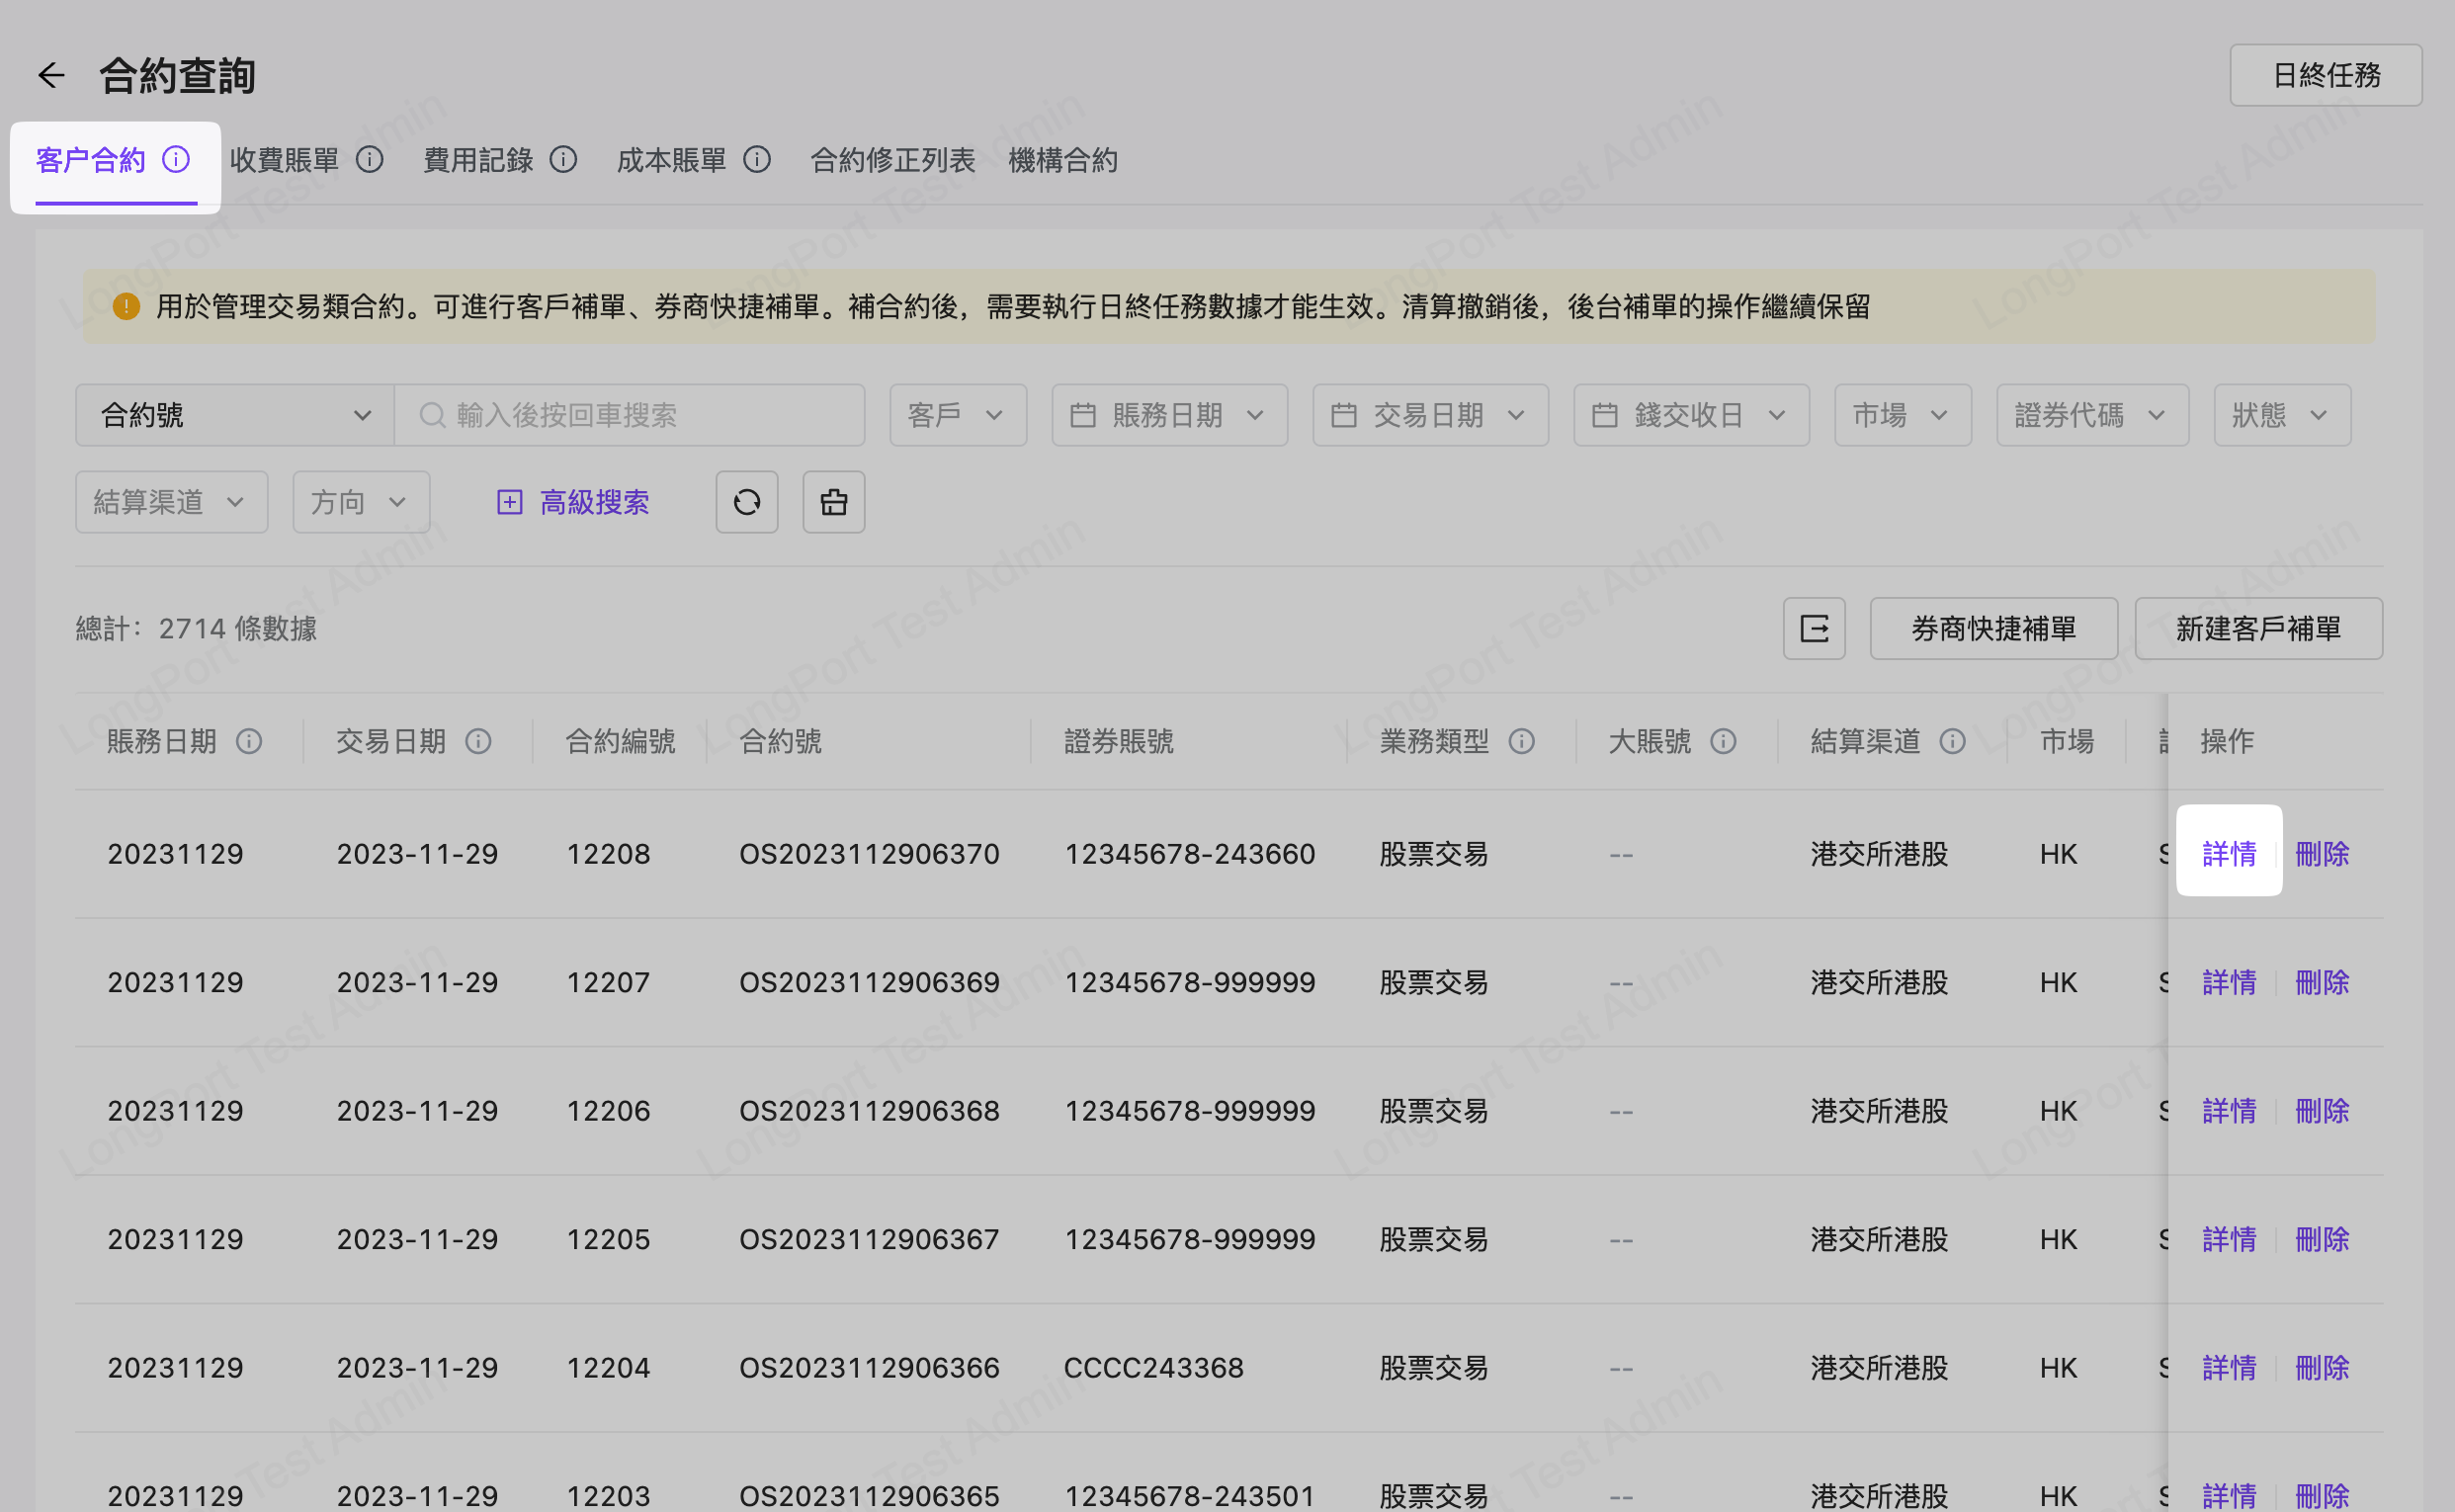 合約查詢
日終任務
客户合約 收費賬單 費用記錄 成本賬單 合約修正列表 機構合約
用於管理交易類合約。可進行客戶補單、券商快捷補單。補合約後，需要執行日終任務數據才能生效。清算撤銷後，後台補單的操作繼續保留
合約號 輸入後按回車搜索 客戶 賬務日期 交易日期 錢交收日 市場 證券代碼 狀態
結算渠道 方向 高級搜索
總計： 2714 條數據 券商快捷補單 新建客戶補單
賬務日期 交易日期 合約編號 合約號 證券賬號 業務類型 大賬號 結算渠道 市場 操作
20231129 2023-11-29 12208 OS2023112906370 12345678-243660 股票交易 -- 港交所港股 HK 詳情 刪除
20231129 2023-11-29 12207 OS2023112906369 12345678-999999 股票交易 -- 港交所港股 HK 詳情 刪除
20231129 2023-11-29 12206 OS2023112906368 12345678-999999 股票交易 -- 港交所港股 HK 詳情 刪除
20231129 2023-11-29 12205 OS2023112906367 12345678-999999 股票交易 -- 港交所港股 HK 詳情 刪除
20231129 2023-11-29 12204 OS2023112906366 CCCC243368 股票交易 -- 港交所港股 HK 詳情 刪除
20231129 2023-11-29 12203 OS2023112906365 12345678-243501 股票交易 -- 港交所港股 HK 詳情 刪除
LongPort Test Admin